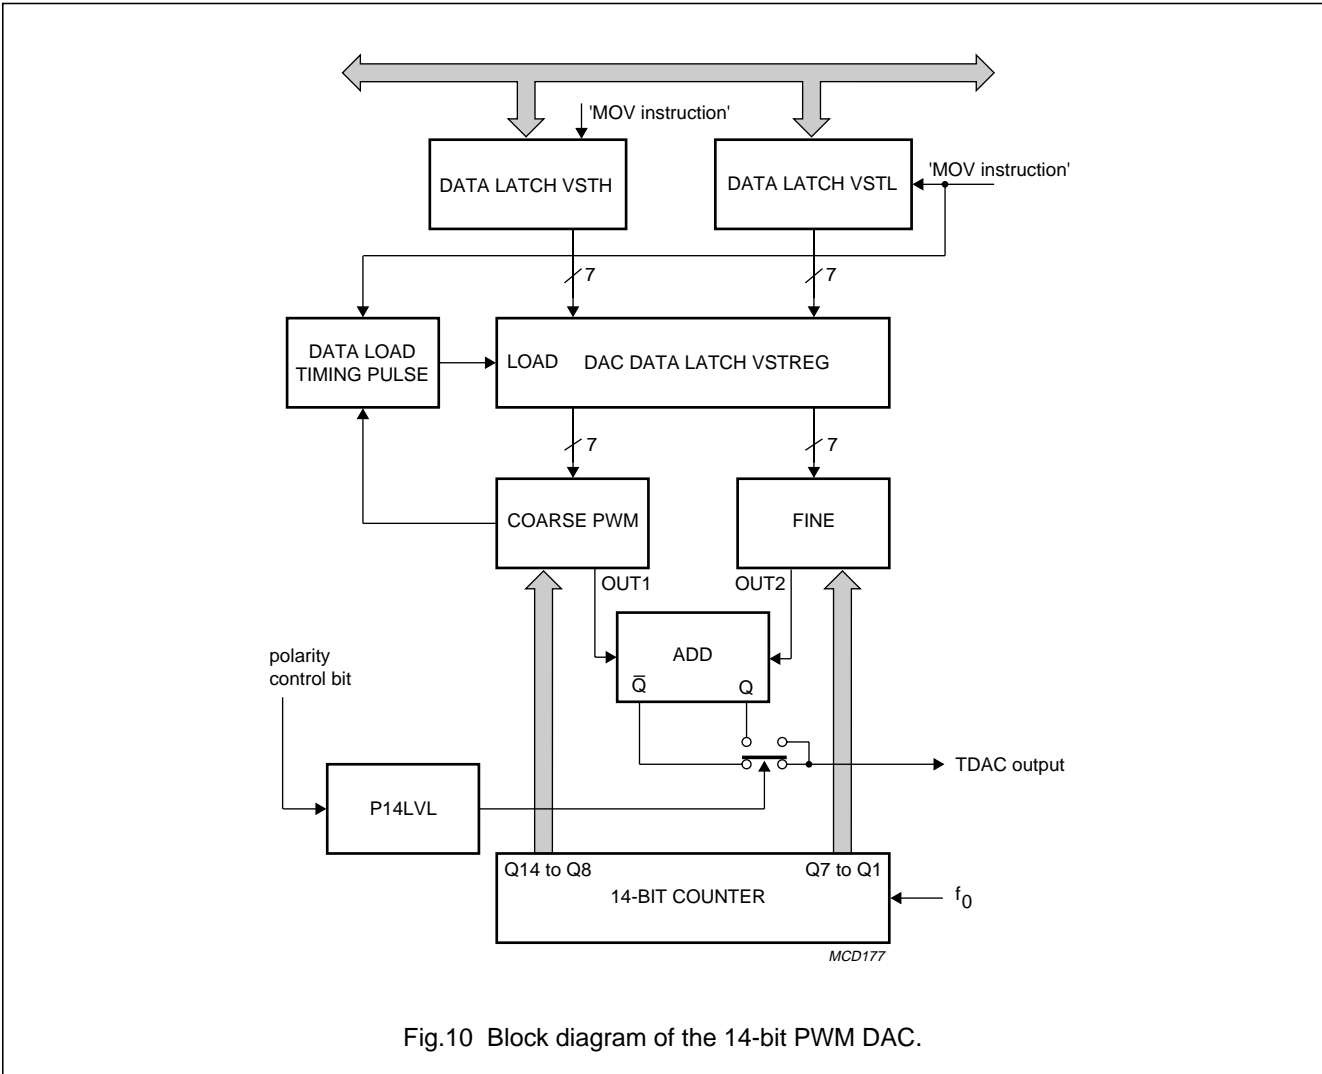 'MOV instruction'
DATA LATCH VSTH
DATA LATCH VSTL
'MOV instruction'
7
7
DATA LOAD
TIMING PULSE
LOAD
DAC DATA LATCH VSTREG
7
7
COARSE PWM
FINE
OUT1
OUT2
ADD
Q̅
Q
polarity
control bit
TDAC output
P14LVL
Q14 to Q8
Q7 to Q1
14-BIT COUNTER
f0
MCD177
Fig.10 Block diagram of the 14-bit PWM DAC.